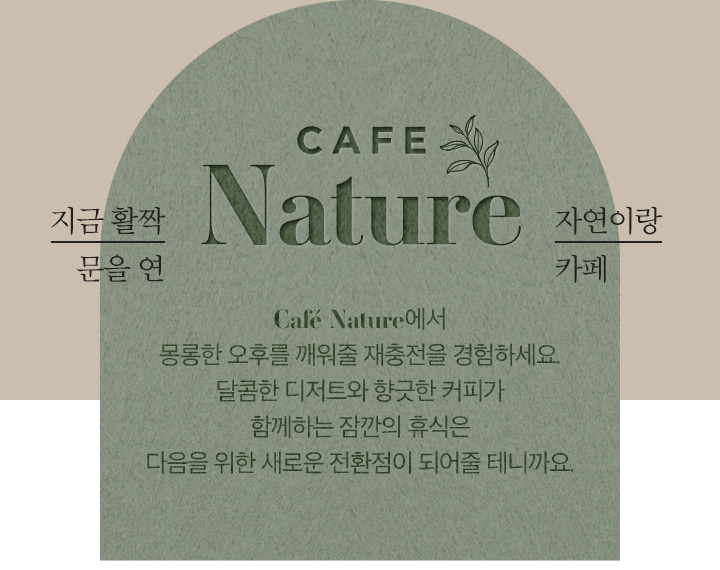 CAFE
Nature
지금 활짝
문을 연
자연이랑
카페
Café Nature에서
몽롱한 오후를 깨워줄 재충전을 경험하세요.
달콤한 디저트와 향긋한 커피가
함께하는 잠깐의 휴식은
다음을 위한 새로운 전환점이 되어줄 테니까요.